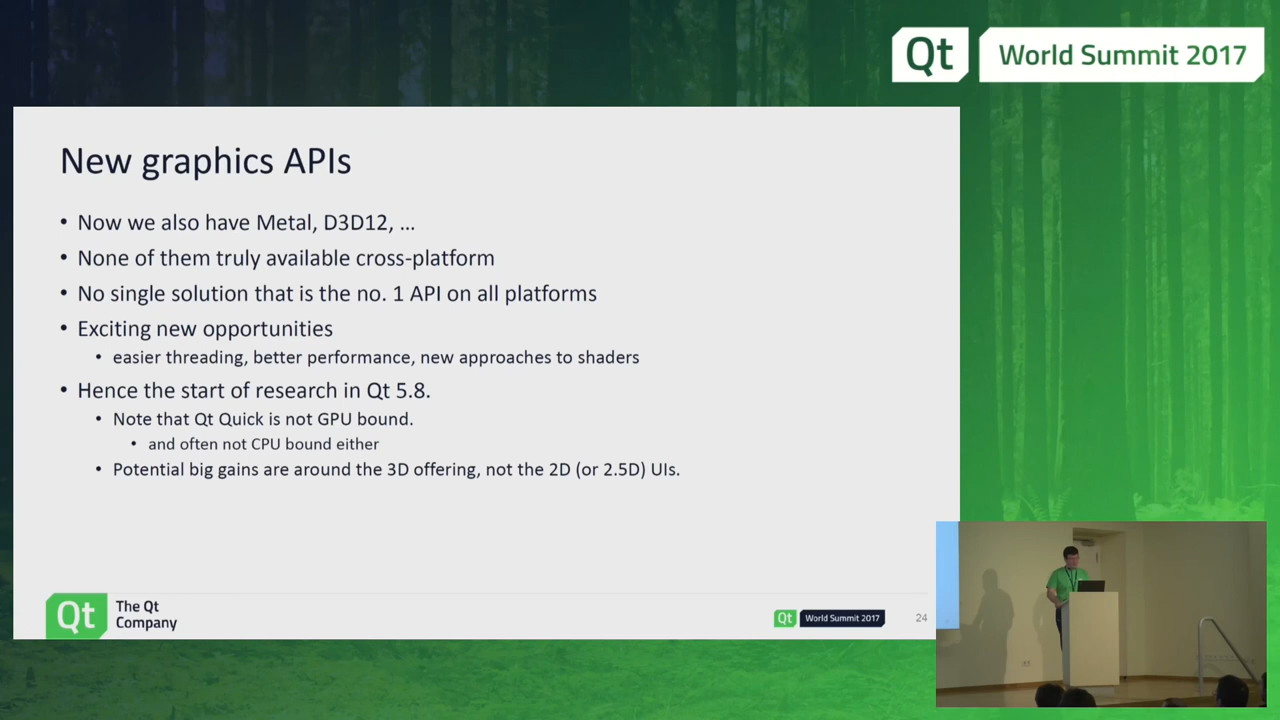 Qt World Summit 2017
New graphics APIs
• Now we also have Metal, D3D12, ...
• None of them truly available cross-platform
• No single solution that is the no. 1 API on all platforms
• Exciting new opportunities
• easier threading, better performance, new approaches to shaders
• Hence the start of research in Qt 5.8.
• Note that Qt Quick is not GPU bound.
• and often not CPU bound either
• Potential big gains are around the 3D offering, not the 2D (or 2.5D) UIs.
Qt The Qt
Company
Qt World Summit 2017 24